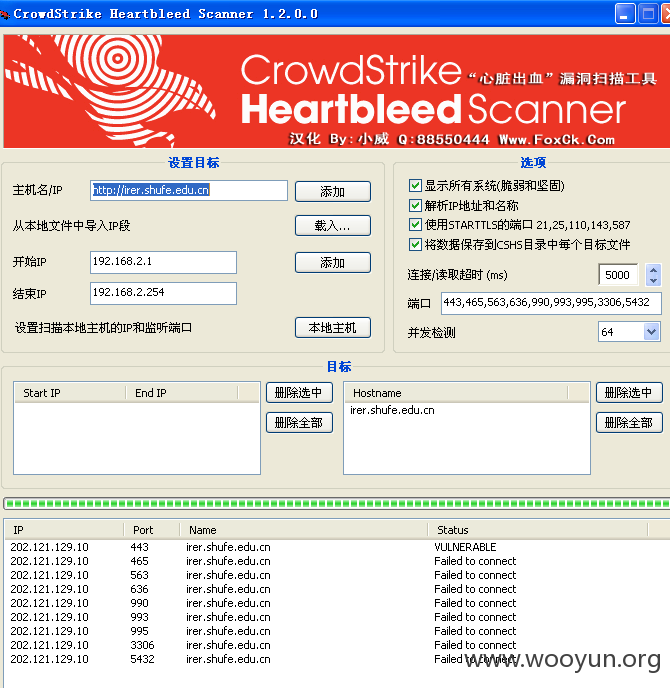 CrowdStrike Heartbleed Scanner 1.2.0.0
CrowdStrike “心脏出血”漏洞扫描工具
Heartbleed Scanner
汉化 By:小威 Q:88550444 Www.FoxCk.Com
设置目标
主机名/IP http://irer.shufe.edu.cn 添加
从本地文件中导入IP段 载入...
开始IP 192.168.2.1 添加
结束IP 192.168.2.254
设置扫描本地主机的IP和监听端口 本地主机
选项
显示所有系统(脆弱和坚固)
解析IP地址和名称
使用STARTTLS的端口 21,25,110,143,587
将数据保存到CSHS目录中每个目标文件
连接/读取超时 (ms) 5000
端口 443,465,563,636,990,993,995,3306,5432
并发检测 64
目标
Start IP End IP 删除选中
删除全部
Hostname 删除选中
irer.shufe.edu.cn
删除全部
IP Port Name Status
202.121.129.10 443 irer.shufe.edu.cn VULNERABLE
202.121.129.10 465 irer.shufe.edu.cn Failed to connect
202.121.129.10 563 irer.shufe.edu.cn Failed to connect
202.121.129.10 636 irer.shufe.edu.cn Failed to connect
202.121.129.10 990 irer.shufe.edu.cn Failed to connect
202.121.129.10 993 irer.shufe.edu.cn Failed to connect
202.121.129.10 995 irer.shufe.edu.cn Failed to connect
202.121.129.10 3306 irer.shufe.edu.cn Failed to connect
202.121.129.10 5432 irer.shufe.edu.cn Failed to connect
www.wooyun.org